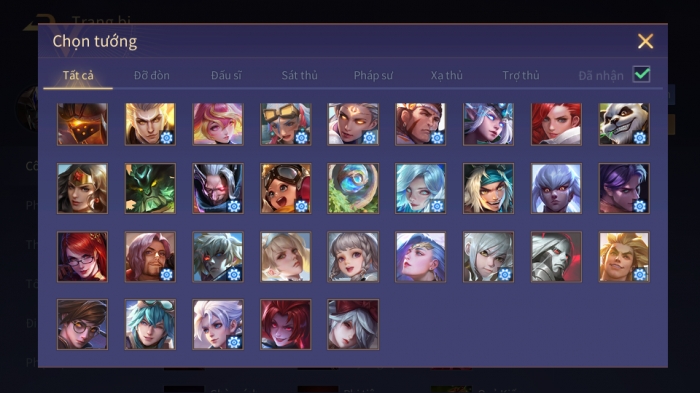 Trang bị
Chọn tướng
Tất cả
Đỡ đòn
Đấu sĩ
Sát thủ
Pháp sư
Xạ thủ
Trợ thủ
Đã nhận